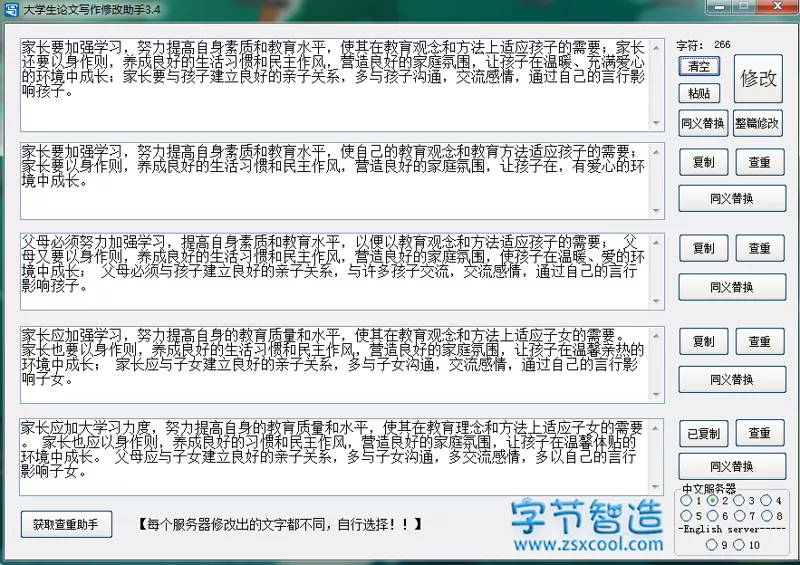 大学生论文写作修改助手3.4
家长要加强学习，努力提高自身素质和教育水平，使其在教育观念和方法上适应孩子的需要；家长
还要以身作则，养成良好的生活习惯和民主作风，营造良好的家庭氛围，让孩子在温暖、充满爱心
的环境中成长；家长要与孩子建立良好的亲子关系，多与孩子沟通，交流感情，通过自己的言行影
响孩子。
字符： 266
清空
粘贴
修改
同义替换
整篇修改
家长要加强学习，努力提高自身素质和教育水平，使自己的教育观念和教育方法适应孩子的需要；
家长要以身作则，养成良好的生活习惯和民主作风，营造良好的家庭氛围，让孩子在，有爱心的环
境中成长。
复制
查重
同义替换
父母必须努力加强学习，提高自身素质和教育水平，以便以教育观念和方法适应孩子的需要； 父
母又要以身作则，养成良好的生活习惯和民主作风，营造良好的家庭氛围，使孩子在温暖、爱的环
境中成长； 父母必须与孩子建立良好的亲子关系，与许多孩子交流，交流感情，通过自己的言行
影响孩子。
复制
查重
同义替换
家长应加强学习，努力提高自身的教育质量和水平，使其在教育观念和方法上适应子女的需要。
家长也要以身作则，养成良好的生活习惯和民主作风，营造良好的家庭氛围，让孩子在温馨亲热的
环境中成长； 家长应与子女建立良好的亲子关系，多与子女沟通，交流感情，通过自己的言行影
响子女。
复制
查重
同义替换
家长应加大学习力度，努力提高自身的教育质量和水平，使其在教育理念和方法上适应子女的需要
。 家长也应以身作则，养成良好的习惯和民主作风，营造良好的家庭氛围，让孩子在温馨体贴的
环境中成长。 父母应与子女建立良好的亲子关系，多与子女沟通，多交流感情，多以自己的言行
影响子女。
已复制
查重
同义替换
中文服务器
1 2 3 4
5 6 7 8
-English server-----
9 10
获取查重助手
【每个服务器修改出的文字都不同，自行选择！！】
字节智造
www.zsxcool.com